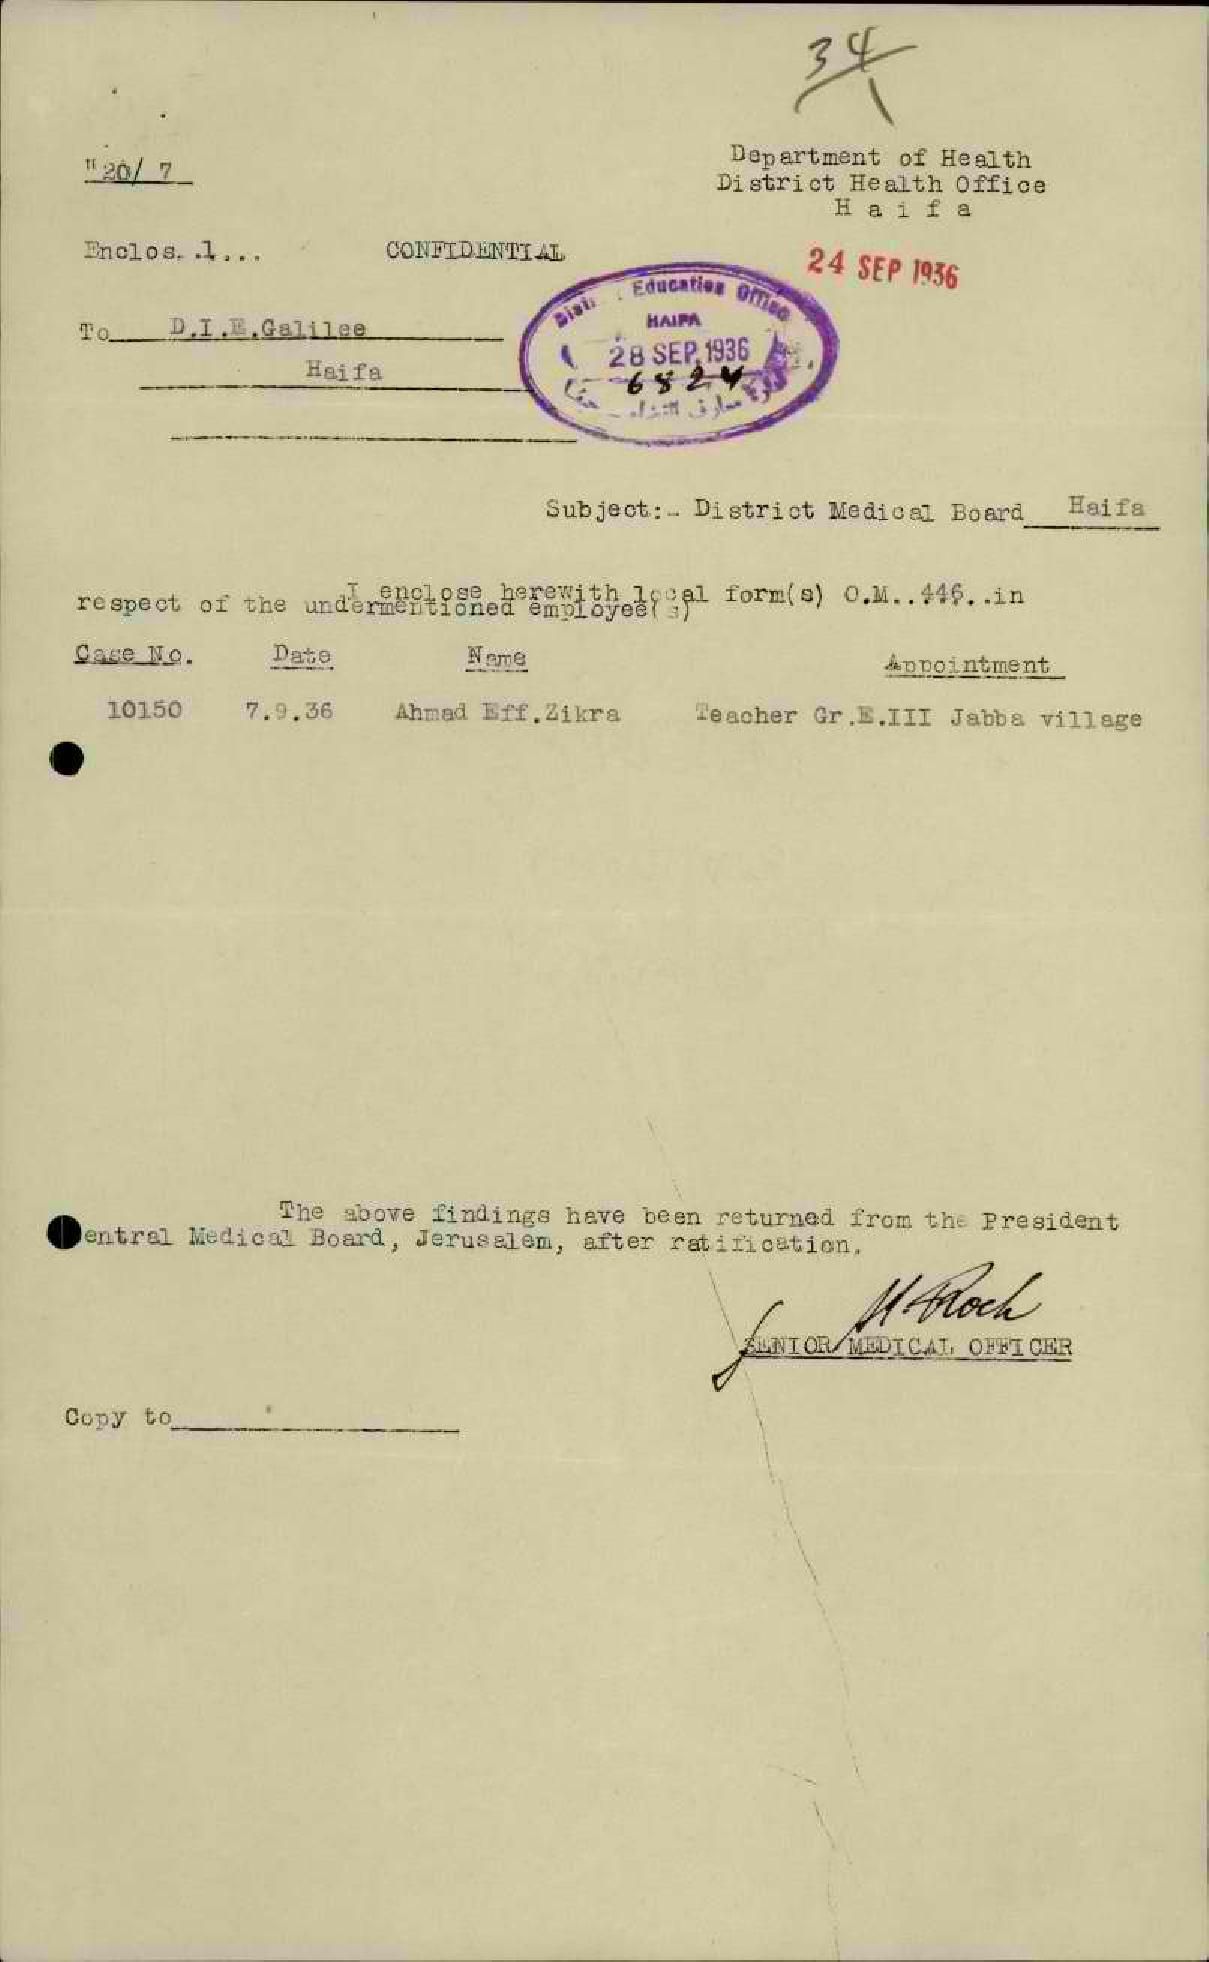 34
1
"20/ 7
Department of Health
District Health Office
H a i f a
Enclos. .1...
CONFIDENTIAL
24 SEP 1936
To D.I.E.Galilee
Haifa
Education Office
HAIFA
28 SEP. 1936
6824
Subject:- District Medical Board Haifa
I enclose herewith local form(s) O.M..446..in
respect of the undermentioned employee(s)
Case No. Date Name Appointment
10150 7.9.36 Ahmad Eff.Zikra Teacher Gr.E.III Jabba village
The above findings have been returned from the President
entral Medical Board, Jerusalem, after ratification.
SENIOR MEDICAL OFFICER
Copy to